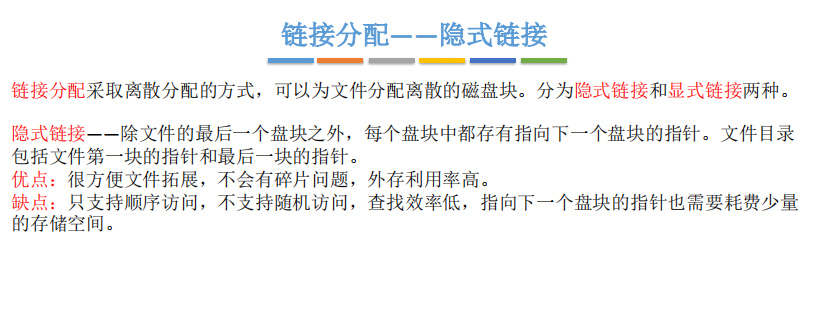 链接分配——隐式链接
链接分配采取离散分配的方式，可以为文件分配离散的磁盘块。分为隐式链接和显式链接两种。
隐式链接——除文件的最后一个盘块之外，每个盘块中都存有指向下一个盘块的指针。文件目录
包括文件第一块的指针和最后一块的指针。
优点：很方便文件拓展，不会有碎片问题，外存利用率高。
缺点：只支持顺序访问，不支持随机访问，查找效率低，指向下一个盘块的指针也需要耗费少量
的存储空间。